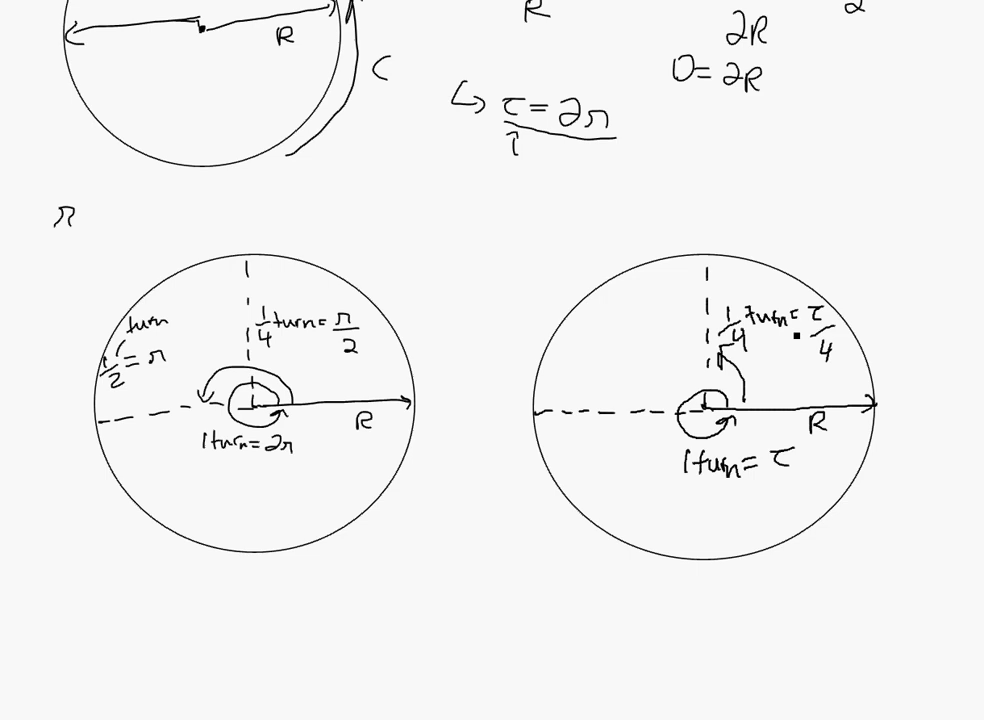 R
R
2
2R
C
D = 2R
↳ τ = 2π
π
turn
1/2 = π
1/4 turn = π/2
R
1 turn = 2π
1/4 turn = τ/4
R
1 turn = τ